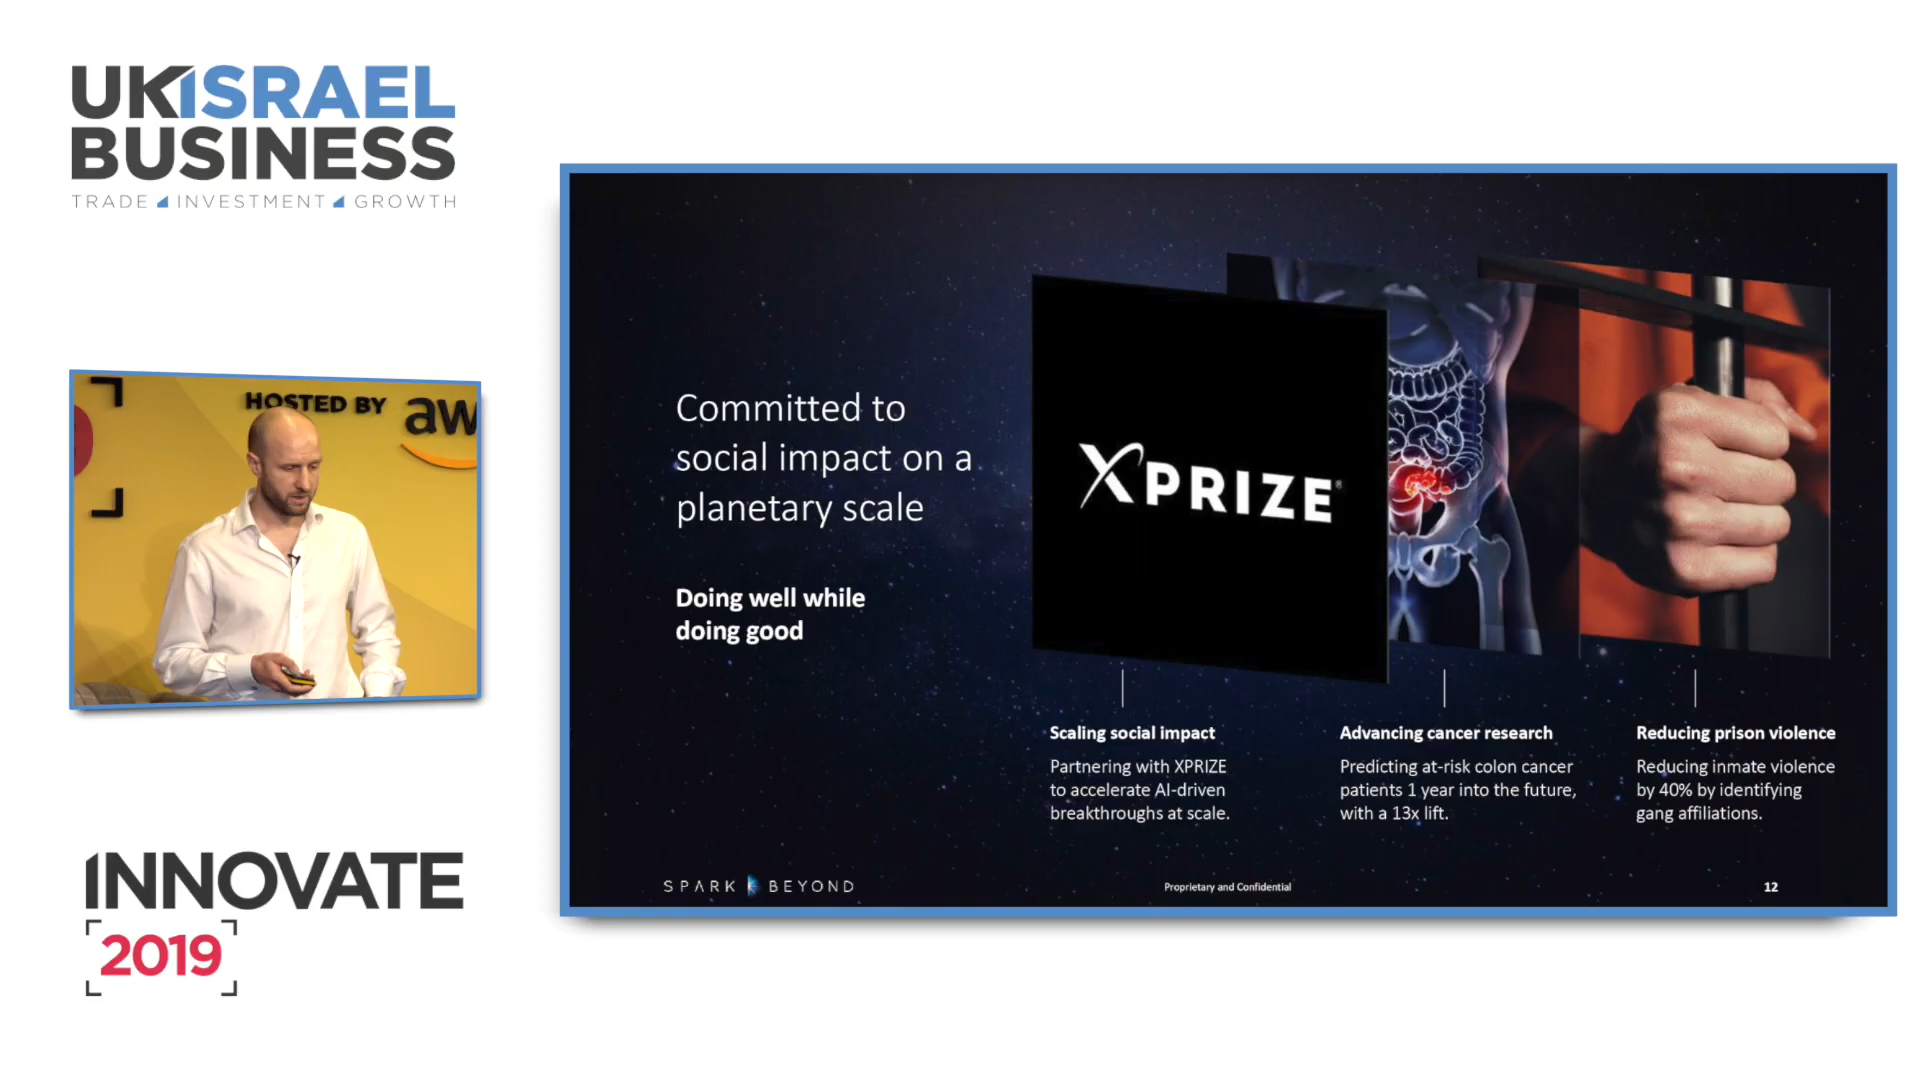 UKISRAEL
BUSINESS
TRADE INVESTMENT GROWTH
HOSTED BY aw
INNOVATE
2019
Committed to
social impact on a
planetary scale
Doing well while
doing good
XPRIZE
Scaling social impact
Partnering with XPRIZE
to accelerate AI-driven
breakthroughs at scale.
Advancing cancer research
Predicting at-risk colon cancer
patients 1 year into the future,
with a 13x lift.
Reducing prison violence
Reducing inmate violence
by 40% by identifying
gang affiliations.
SPARK BEYOND
Proprietary and Confidential
12